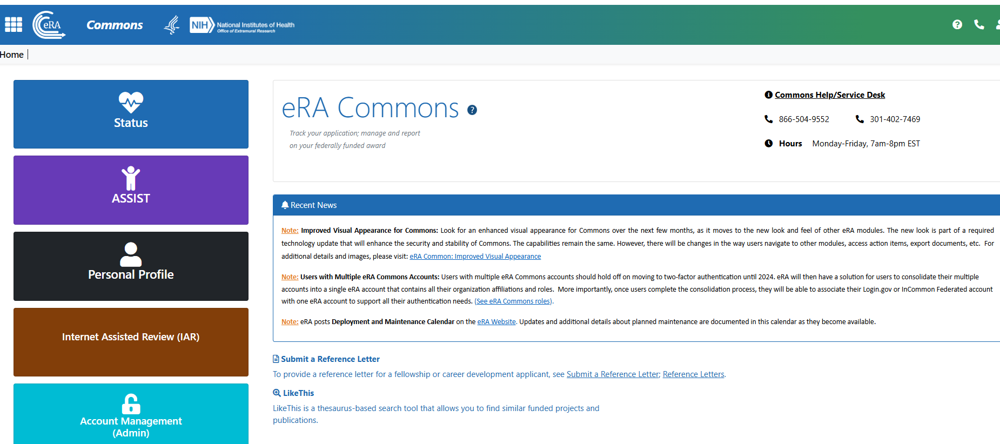 eRA
Commons
NIH
National Institutes of Health
Office of Extramural Research
Home
Status
ASSIST
Personal Profile
Internet Assisted Review (IAR)
Account Management
(Admin)
eRA Commons
Track your application; manage and report
on your federally funded award
Commons Help/Service Desk
866-504-9552 301-402-7469
Hours Monday-Friday, 7am-8pm EST
Recent News
Note: Improved Visual Appearance for Commons: Look for an enhanced visual appearance for Commons over the next few months, as it moves to the new look and feel of other eRA modules. The new look is part of a required
technology update that will enhance the security and stability of Commons. The capabilities remain the same. However, there will be changes in the way users navigate to other modules, access action items, export documents, etc. For
additional details and images, please visit: eRA Common: Improved Visual Appearance
Note: Users with Multiple eRA Commons Accounts: Users with multiple eRA Commons accounts should hold off on moving to two-factor authentication until 2024. eRA will then have a solution for users to consolidate their multiple
accounts into a single eRA account that contains all their organization affiliations and roles. More importantly, once users complete the consolidation process, they will be able to associate their Login.gov or InCommon Federated account
with one eRA account to support all their authentication needs. (See eRA Commons roles).
Note: eRA posts Deployment and Maintenance Calendar on the eRA Website. Updates and additional details about planned maintenance are documented in this calendar as they become available.
Submit a Reference Letter
To provide a reference letter for a fellowship or career development applicant, see Submit a Reference Letter; Reference Letters.
LikeThis
LikeThis is a thesaurus-based search tool that allows you to find similar funded projects and
publications.